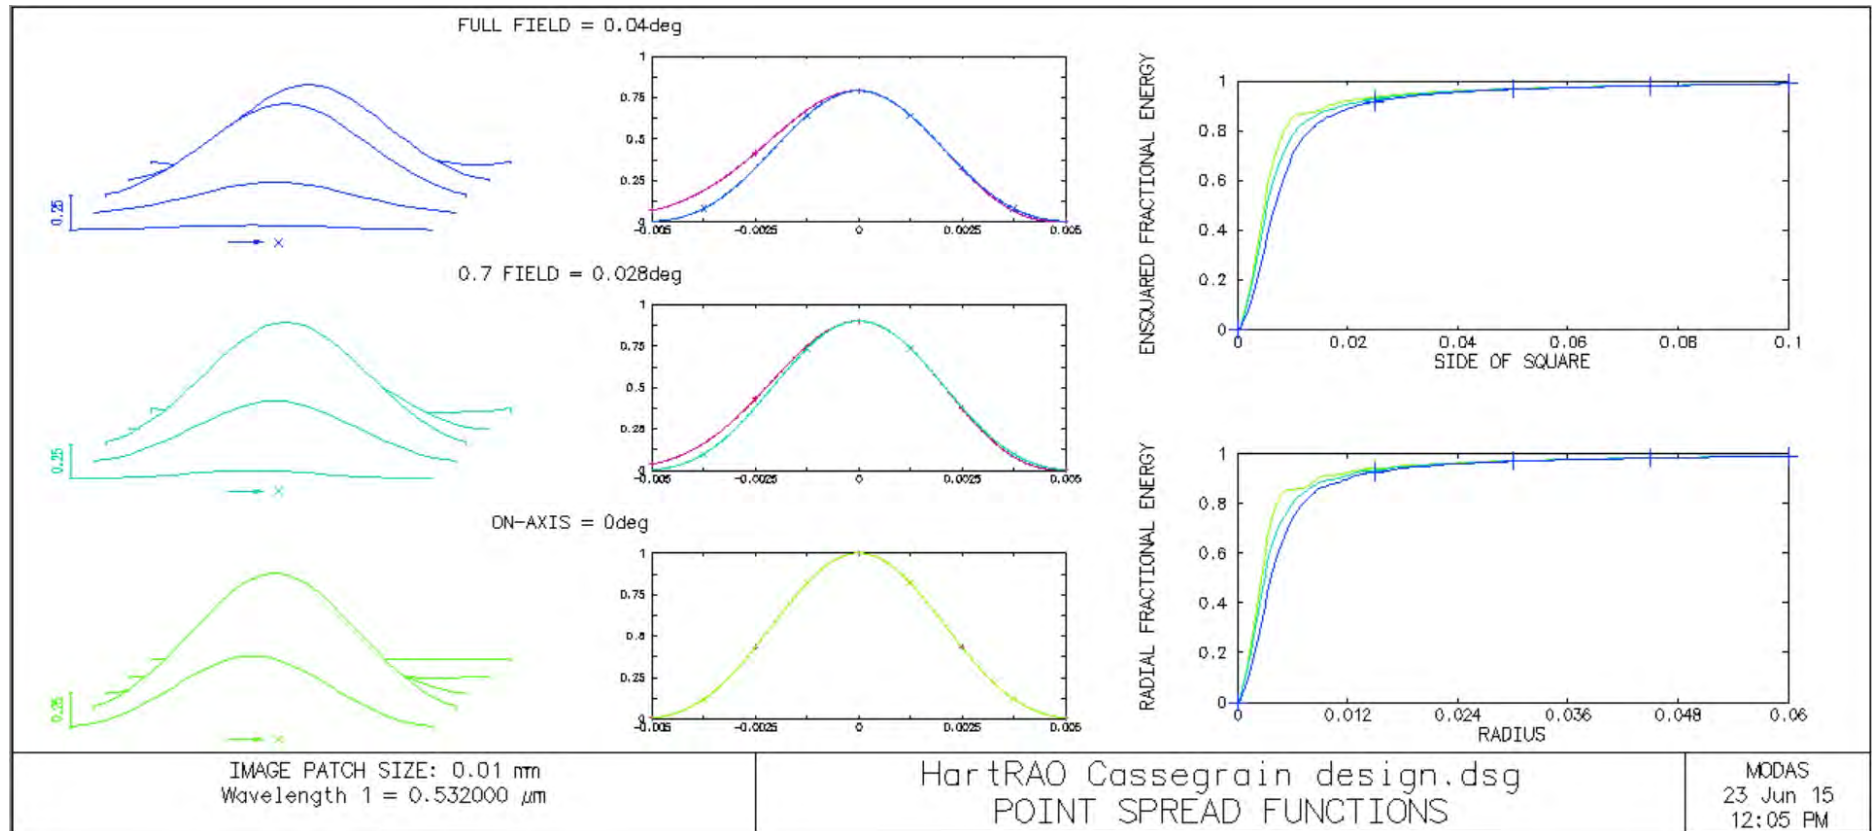 FULL FIELD = 0.04deg
0.25
X
1
0.75
0.5
0.25
0
-0.005 -0.0025 0 0.0025 0.005
0.7 FIELD = 0.028deg
0.25
X
1
0.75
0.5
0.25
0
-0.005 -0.0025 0 0.0025 0.005
ON-AXIS = 0deg
0.25
X
1
0.75
0.5
0.25
0
-0.005 -0.0025 0 0.0025 0.005
ENSQUARED FRACTIONAL ENERGY
1
0.8
0.6
0.4
0.2
0
0 0.02 0.04 0.06 0.08 0.1
SIDE OF SQUARE
RADIAL FRACTIONAL ENERGY
1
0.8
0.6
0.4
0.2
0
0 0.012 0.024 0.036 0.048 0.06
RADIUS
IMAGE PATCH SIZE: 0.01 mm
Wavelength 1 = 0.532000 μm
HartRAO Cassegrain design.dsg
POINT SPREAD FUNCTIONS
MODAS
23 Jun 15
12:05 PM